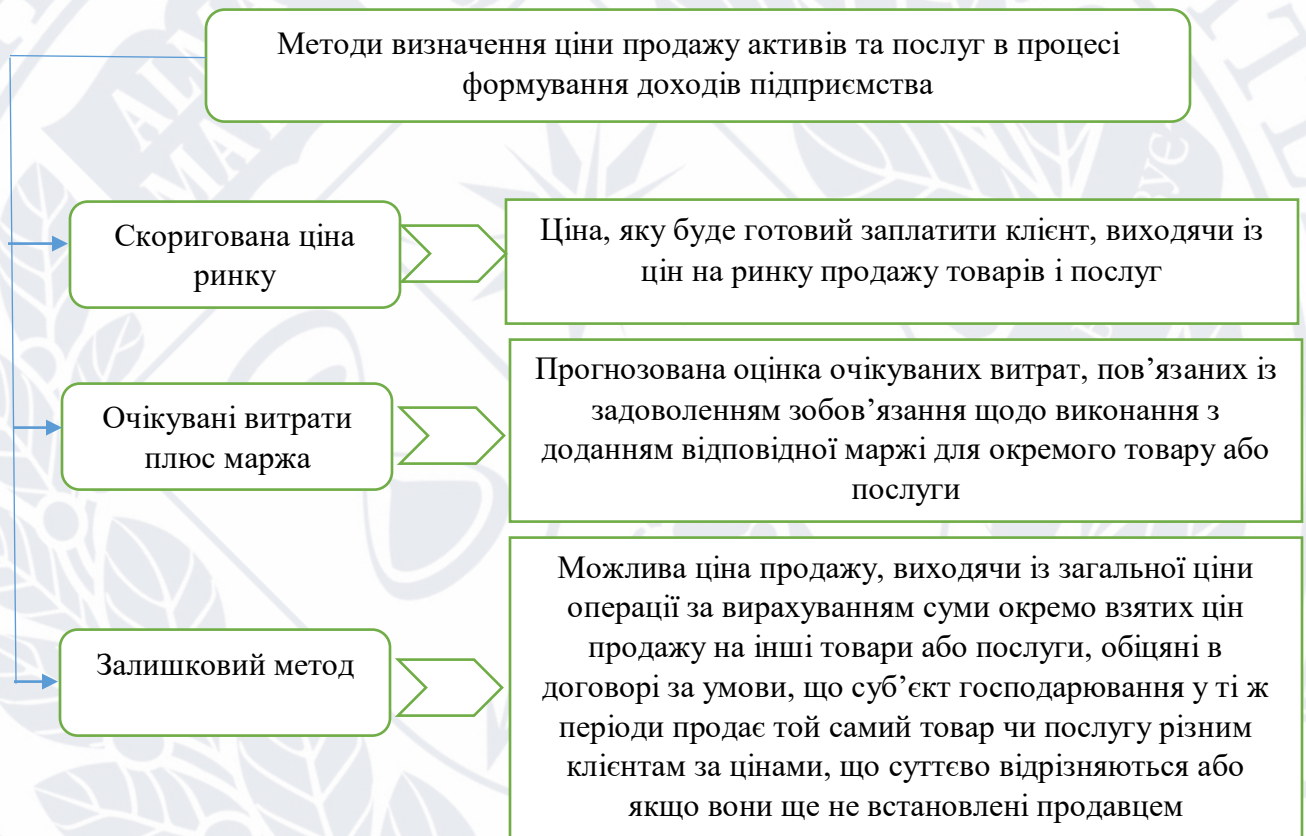 Методи визначення ціни продажу активів та послуг в процесі
формування доходів підприємства
Скоригована ціна
ринку
Ціна, яку буде готовий заплатити клієнт, виходячи із
цін на ринку продажу товарів і послуг
Очікувані витрати
плюс маржа
Прогнозована оцінка очікуваних витрат, пов’язаних із
задоволенням зобов’язання щодо виконання з
доданням відповідної маржі для окремого товару або
послуги
Залишковий метод
Можлива ціна продажу, виходячи із загальної ціни
операції за вирахуванням суми окремо взятих цін
продажу на інші товари або послуги, обіцяні в
договорі за умови, що суб’єкт господарювання у ті ж
періоди продає той самий товар чи послугу різним
клієнтам за цінами, що суттєво відрізняються або
якщо вони ще не встановлені продавцем